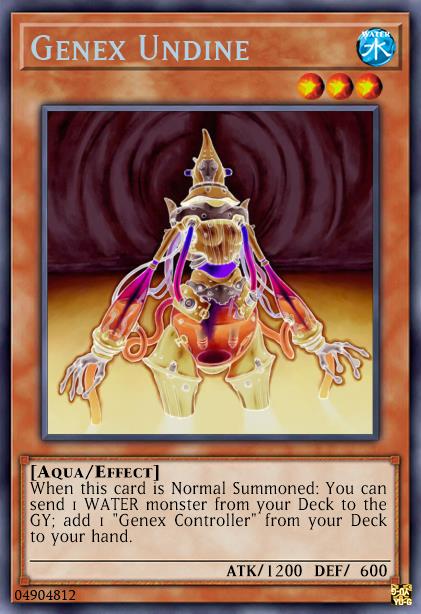 Genex Undine
WATER
水
[Aqua/Effect]
When this card is Normal Summoned: You can
send 1 WATER monster from your Deck to the
GY; add 1 "Genex Controller" from your Deck
to your hand.
ATK/1200 DEF/ 600
04904812